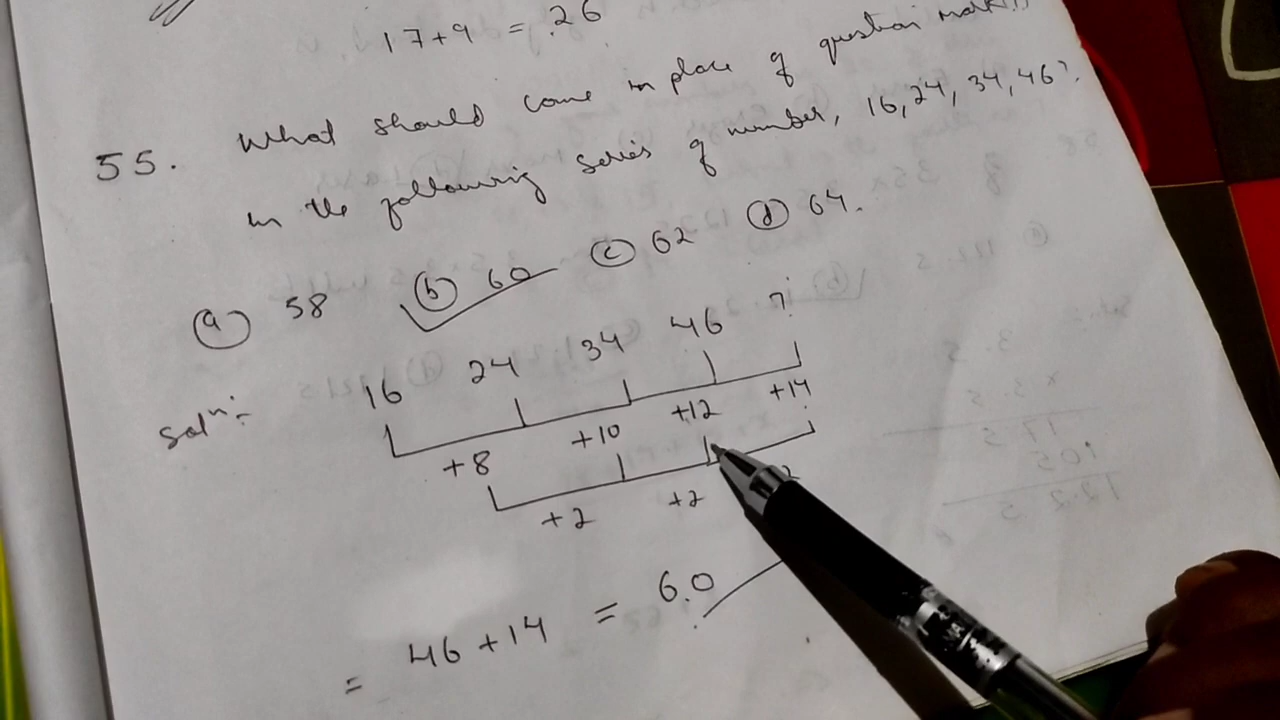 17+9 = 26
55. What should come in place of question mark
in the following series of number, 16, 24, 34, 46?.
(a) 58 (b) 60 (c) 62 (d) 64.
16 24 34 46 ?
Solⁿ:-
+8 +10 +12 +14
+2 +2 2
= 46 + 14 = 60